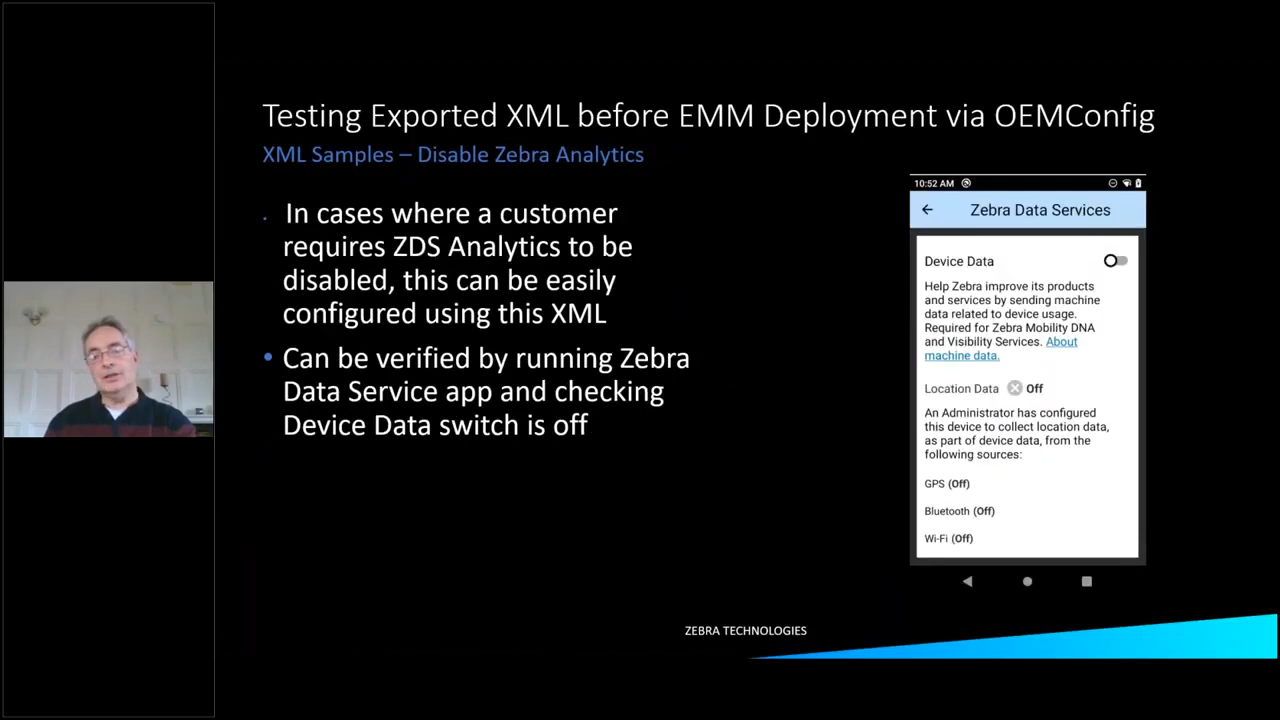 Testing Exported XML before EMM Deployment via OEMConfig
XML Samples – Disable Zebra Analytics
In cases where a customer
requires ZDS Analytics to be
disabled, this can be easily
configured using this XML
Can be verified by running Zebra
Data Service app and checking
Device Data switch is off
10:52 AM
Zebra Data Services
Device Data
Help Zebra improve its products
and services by sending machine
data related to device usage.
Required for Zebra Mobility DNA
and Visibility Services. About
machine data.
Location Data Off
An Administrator has configured
this device to collect location data,
as part of device data, from the
following sources:
GPS (Off)
Bluetooth (Off)
Wi-Fi (Off)
ZEBRA TECHNOLOGIES